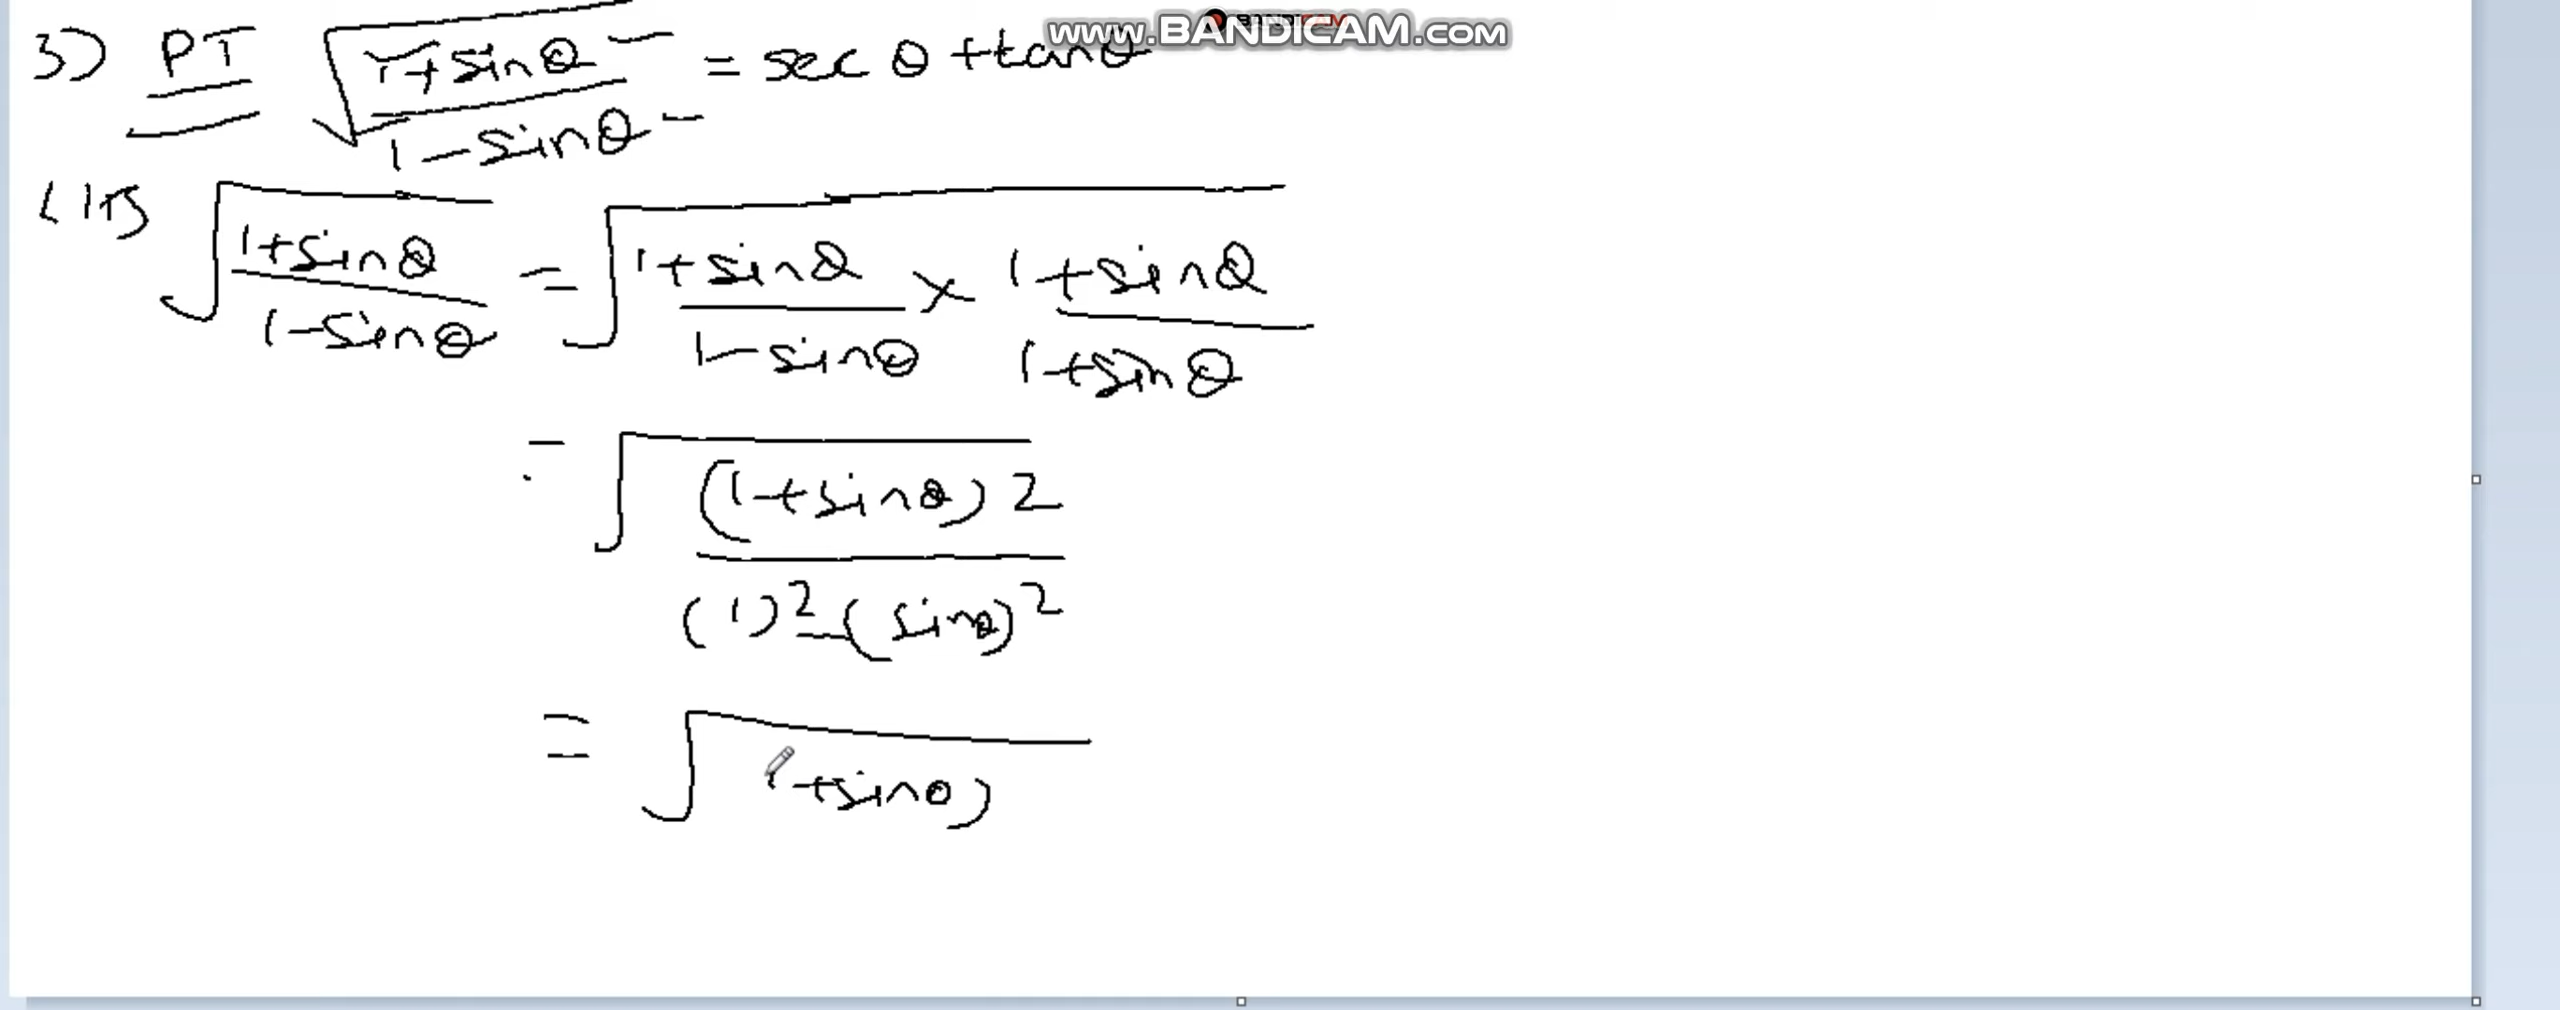 www.BANDICAM.com
3) PT √(1+sinθ / 1-sinθ) = secθ + tanθ
LHS √(1+sinθ / 1-sinθ) = √(1+sinθ / 1-sinθ × 1+sinθ / 1+sinθ)
= √((1+sinθ)2 / (1)²-(sinθ)²)
= √(1+sinθ)